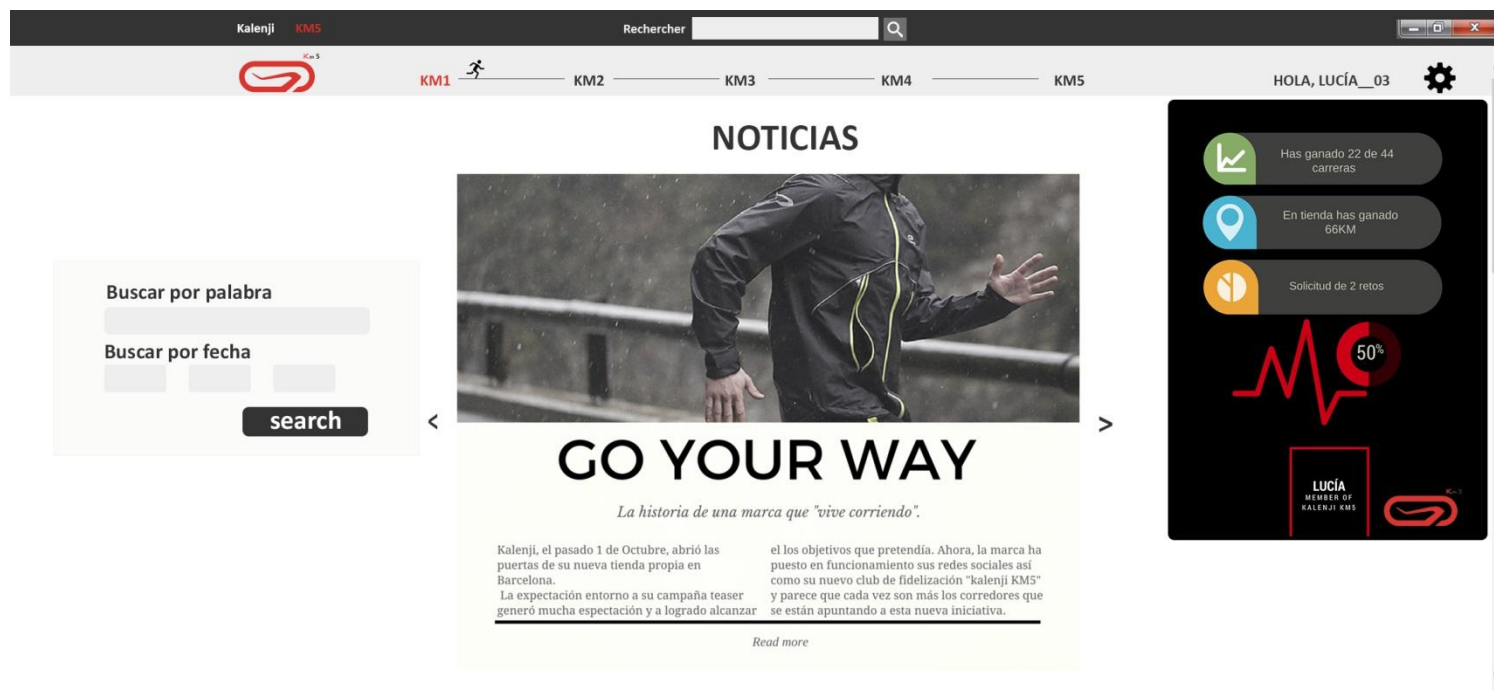 Kalenji KM5 Rechercher
Km 5
KM1 KM2 KM3 KM4 KM5 HOLA, LUCÍA__03
NOTICIAS
Buscar por palabra
Buscar por fecha
search
<
>
GO YOUR WAY
La historia de una marca que "vive corriendo".
Kalenji, el pasado 1 de Octubre, abrió las
puertas de su nueva tienda propia en
Barcelona.
La expectación entorno a su campaña teaser
generó mucha espectación y a logrado alcanzar
el los objetivos que pretendía. Ahora, la marca ha
puesto en funcionamiento sus redes sociales así
como su nuevo club de fidelización "kalenji KM5"
y parece que cada vez son más los corredores que
se están apuntando a esta nueva iniciativa.
Read more
Has ganado 22 de 44
carreras
En tienda has ganado
66KM
Solicitud de 2 retos
50%
LUCÍA
MEMBER OF
KALENJI KM5
Km 5